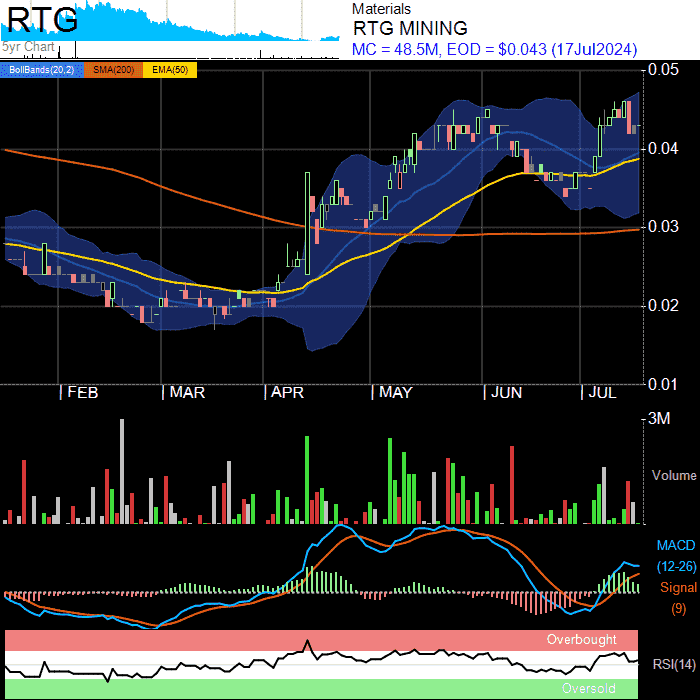 RTG
5yr Chart
Materials
RTG MINING
MC = 48.5M, EOD = $0.043 (17Jul2024)
BollBands(20,2) SMA(200) EMA(50)
0.05
0.04
0.03
0.02
0.01
FEB MAR APR MAY JUN JUL
3M
Volume
MACD
(12-26)
Signal
(9)
Overbought
RSI(14)
Oversold